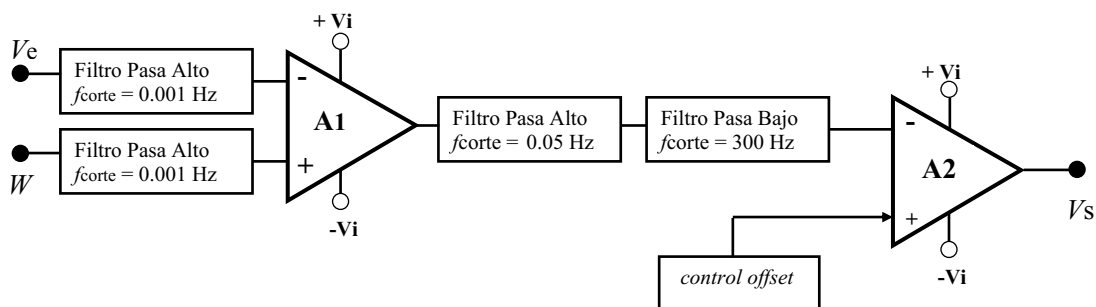 Ve
Filtro Pasa Alto
fcorte = 0.001 Hz
W
Filtro Pasa Alto
fcorte = 0.001 Hz
+ Vi
-
A1
+
-Vi
Filtro Pasa Alto
fcorte = 0.05 Hz
Filtro Pasa Bajo
fcorte = 300 Hz
+ Vi
-
A2
+
-Vi
Vs
control offset